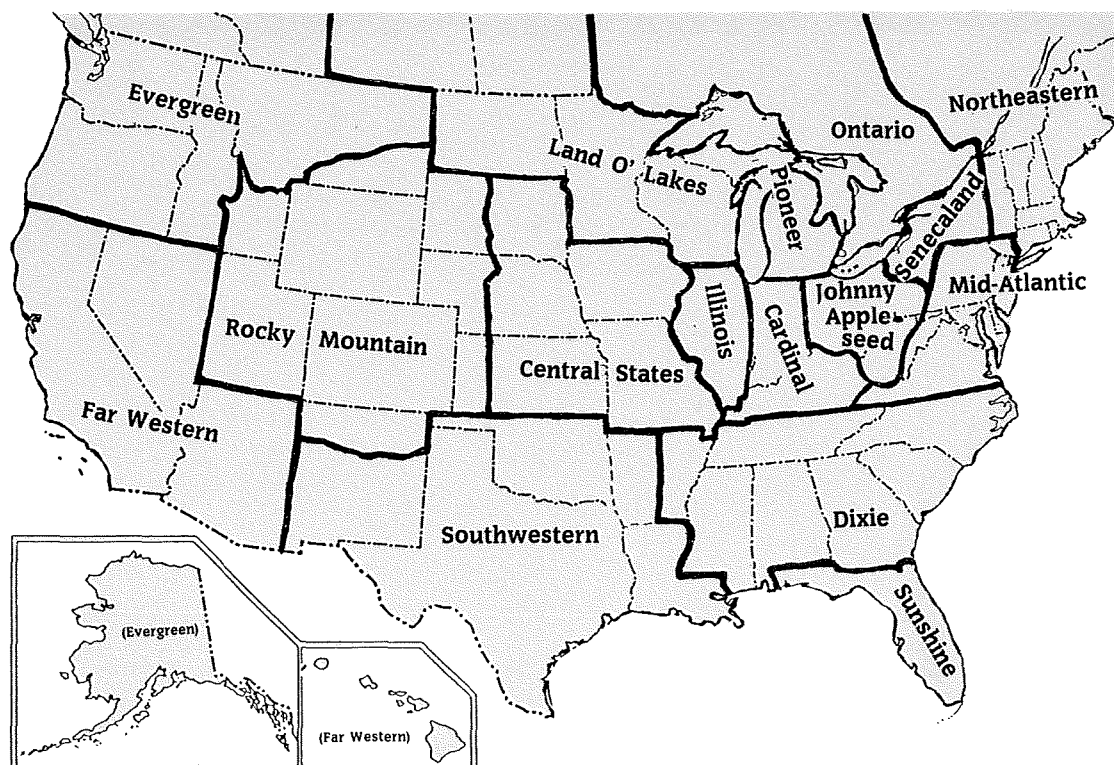 Evergreen
Northeastern
Ontario
Land O' Lakes
Pioneer
Senecaland
Mid-Atlantic
Johnny
Apple-
seed
Illinois
Cardinal
Rocky Mountain
Central States
Far Western
Southwestern
Dixie
Sunshine
(Evergreen)
(Far Western)